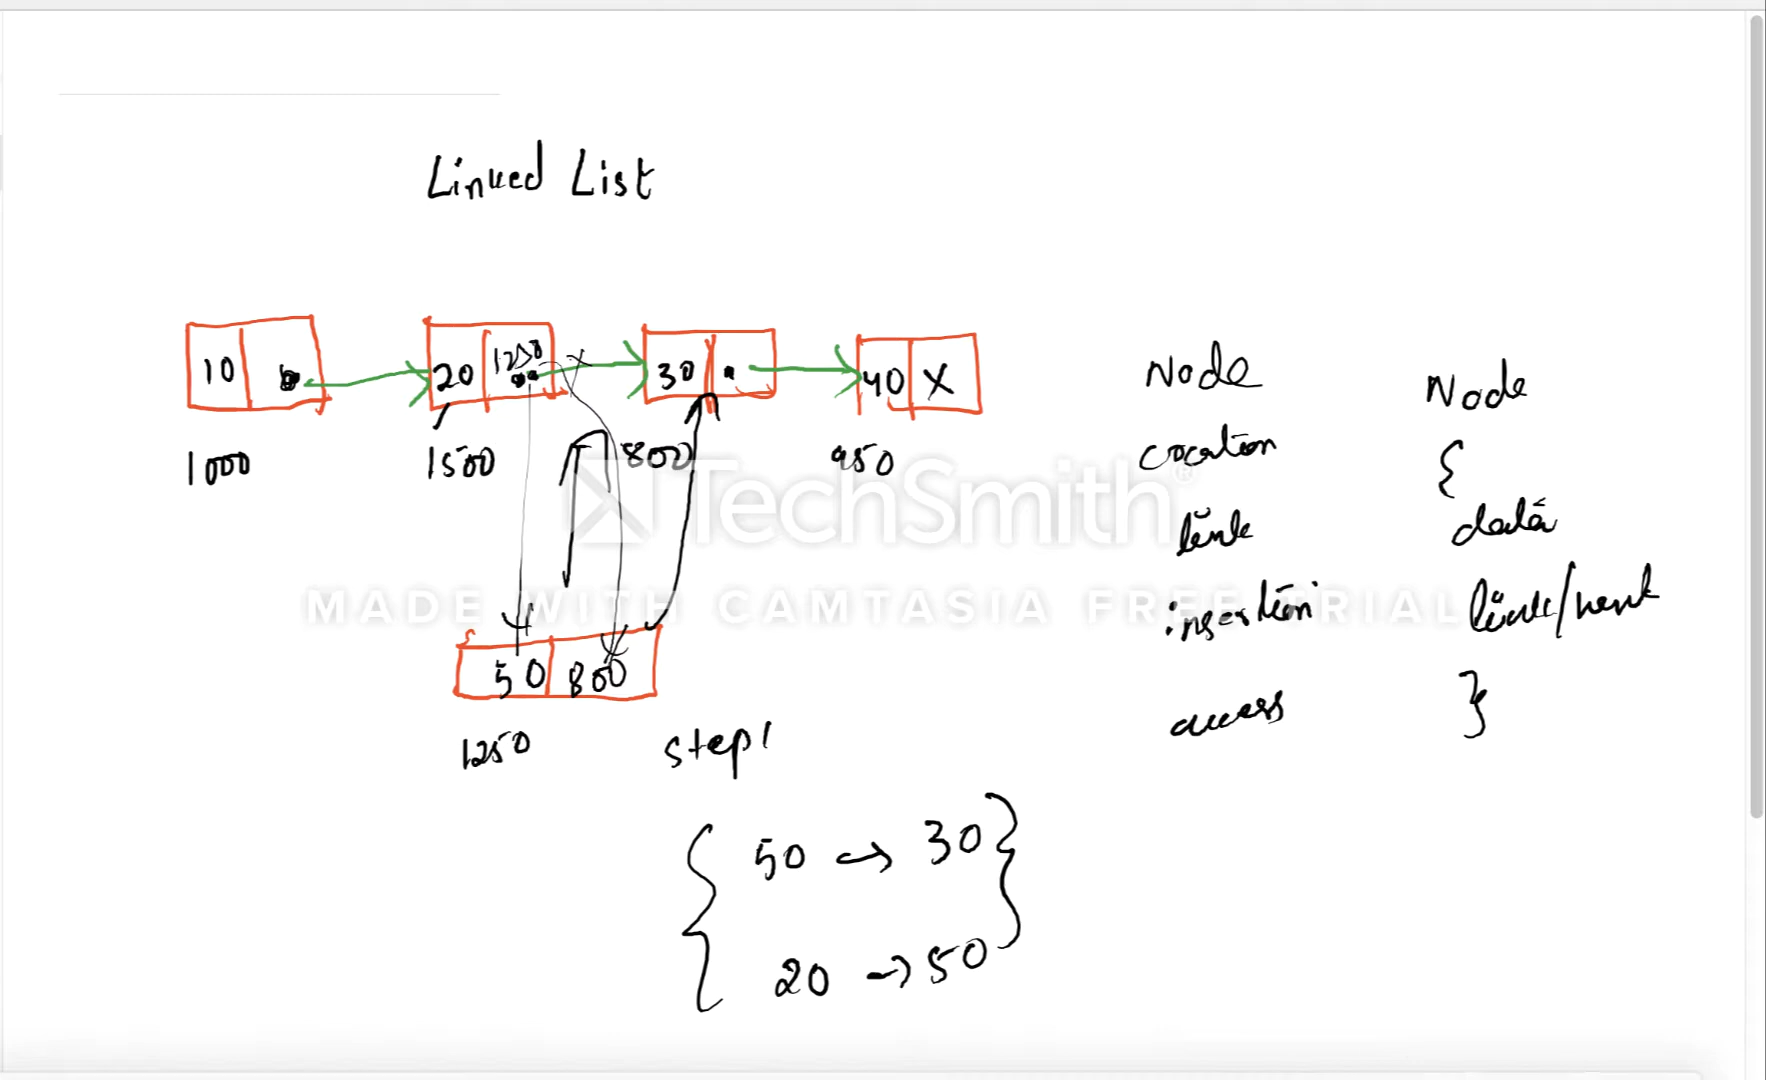 Linked List
10
20 1250
30
40 X
1000
1500
800
950
50 800
1250
step1
50 → 30
20 → 50
Node
creation
link
insertion
access
Node
{
data
link/next
}
TechSmith®
MADE WITH CAMTASIA FREE TRIAL